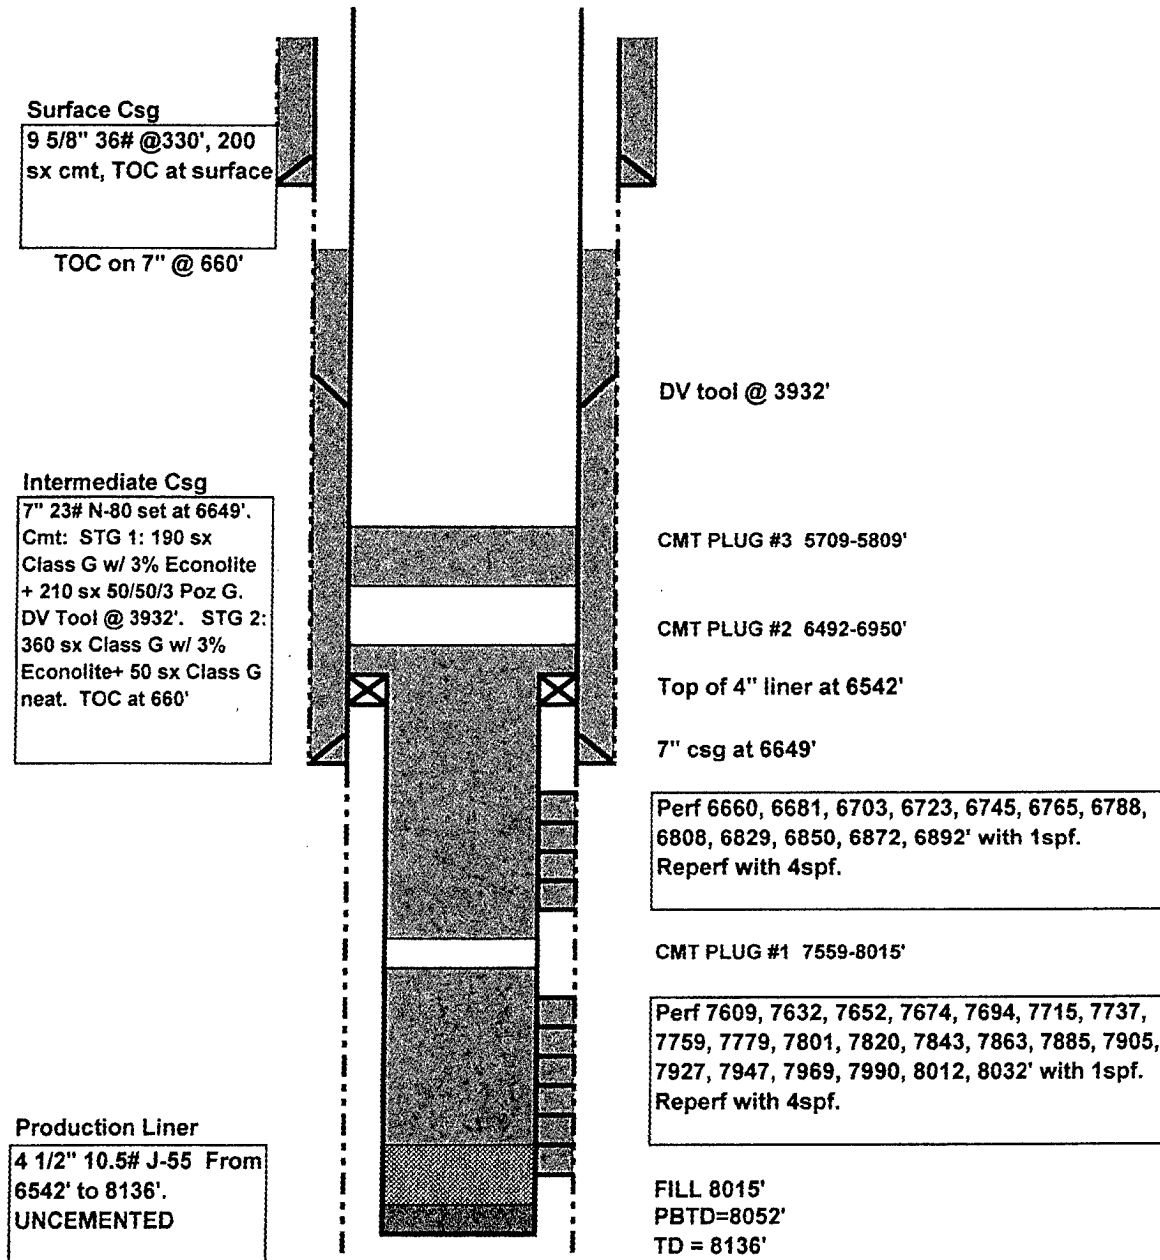 Surface Csg
9 5/8" 36# @330', 200
sx cmt, TOC at surface
TOC on 7" @ 660'
DV tool @ 3932'
Intermediate Csg
7" 23# N-80 set at 6649'.
Cmt: STG 1: 190 sx
Class G w/ 3% Econolite
+ 210 sx 50/50/3 Poz G.
DV Tool @ 3932'. STG 2:
360 sx Class G w/ 3%
Econolite+ 50 sx Class G
neat. TOC at 660'
CMT PLUG #3 5709-5809'
CMT PLUG #2 6492-6950'
Top of 4" liner at 6542'
7" csg at 6649'
Perf 6660, 6681, 6703, 6723, 6745, 6765, 6788,
6808, 6829, 6850, 6872, 6892' with 1spf.
Reperf with 4spf.
CMT PLUG #1 7559-8015'
Perf 7609, 7632, 7652, 7674, 7694, 7715, 7737,
7759, 7779, 7801, 7820, 7843, 7863, 7885, 7905,
7927, 7947, 7969, 7990, 8012, 8032' with 1spf.
Reperf with 4spf.
Production Liner
4 1/2" 10.5# J-55 From
6542' to 8136'.
UNCEMENTED
FILL 8015'
PBTD=8052'
TD = 8136'